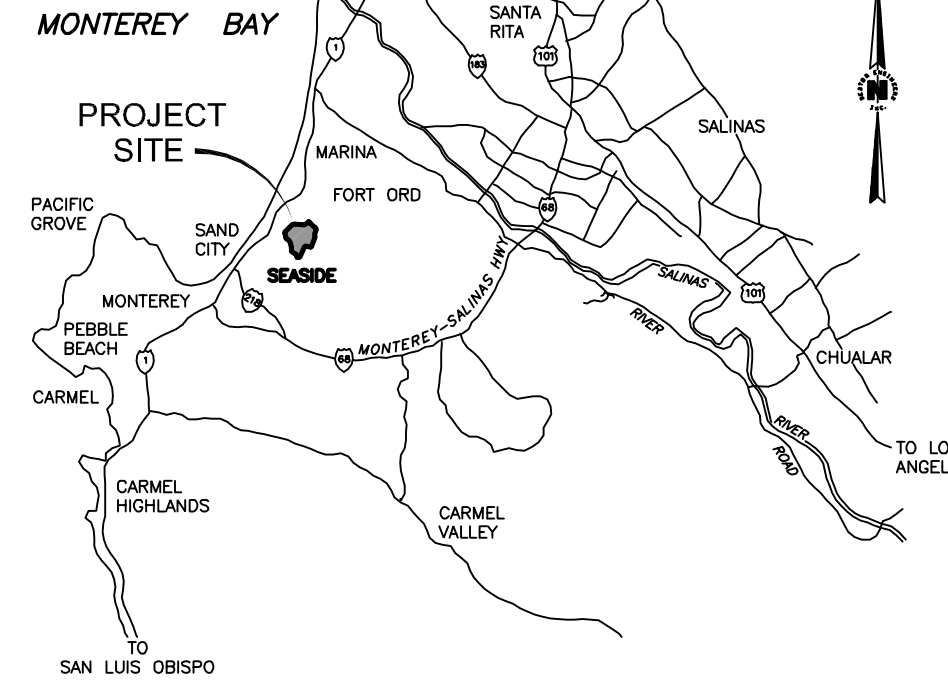 MONTEREY BAY
SANTA
RITA
1
183
101
PROJECT
SITE
SALINAS
N
Inc.
MARINA
FORT ORD
PACIFIC
GROVE
SAND
CITY
68
SEASIDE
MONTEREY
218
SALINAS
101
MONTEREY-SALINAS HWY
RIVER
PEBBLE
BEACH
1
68
CHUALAR
CARMEL
RIVER
ROAD
TO LO
ANGEL
CARMEL
HIGHLANDS
CARMEL
VALLEY
TO
SAN LUIS OBISPO